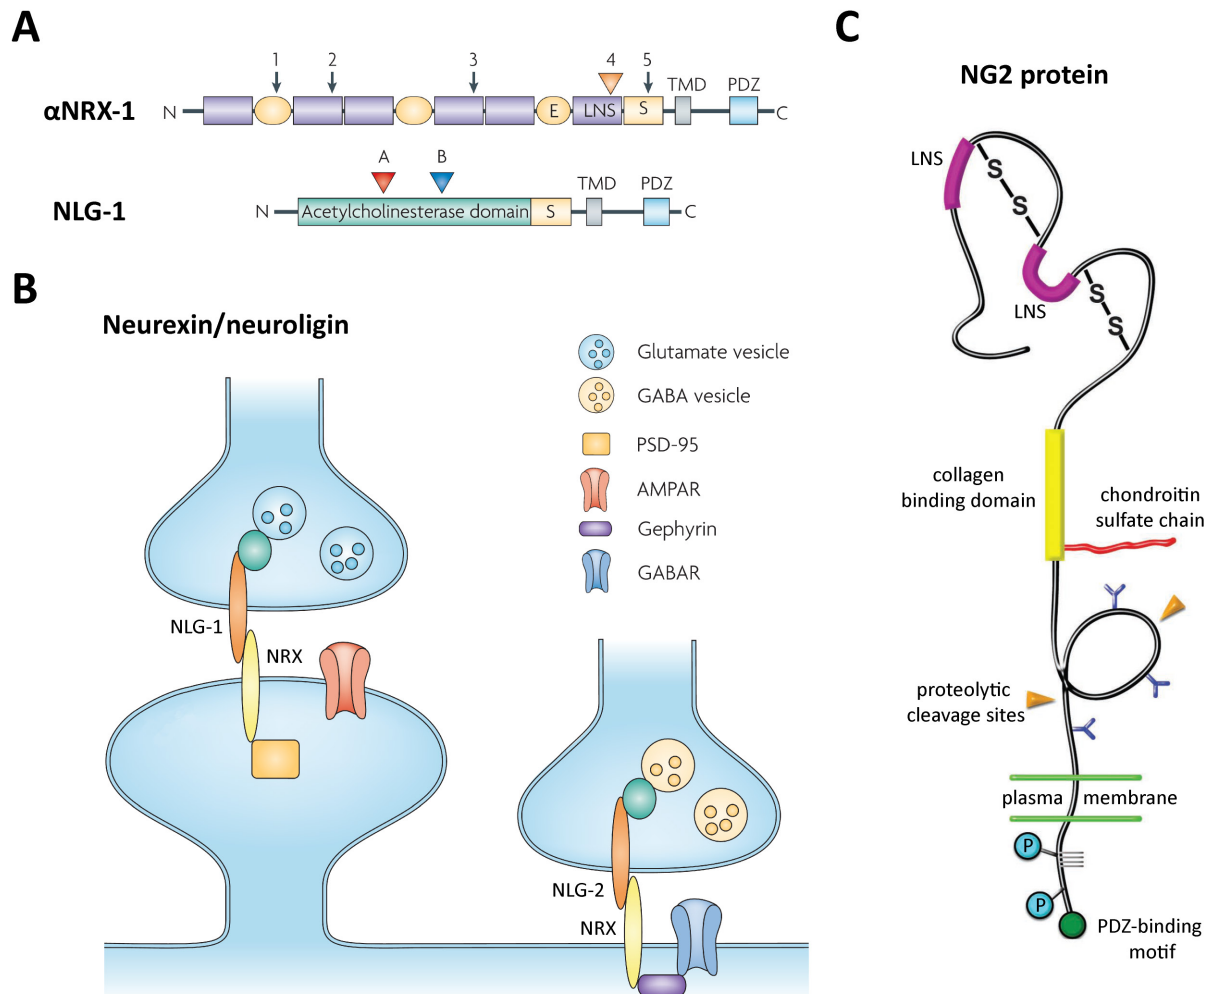 A
1 2 3 4 5
TMD PDZ
αNRX-1
N
E
LNS
S
C
A B
TMD PDZ
NLG-1
N
Acetylcholinesterase domain
S
C
B
Neurexin/neuroligin
Glutamate vesicle
GABA vesicle
PSD-95
AMPAR
Gephyrin
GABAR
NLG-1
NRX
NLG-2
NRX
C
NG2 protein
LNS
S
S
LNS
S
S
collagen
binding domain
chondroitin
sulfate chain
proteolytic
cleavage sites
plasma membrane
P
P
PDZ-binding
motif